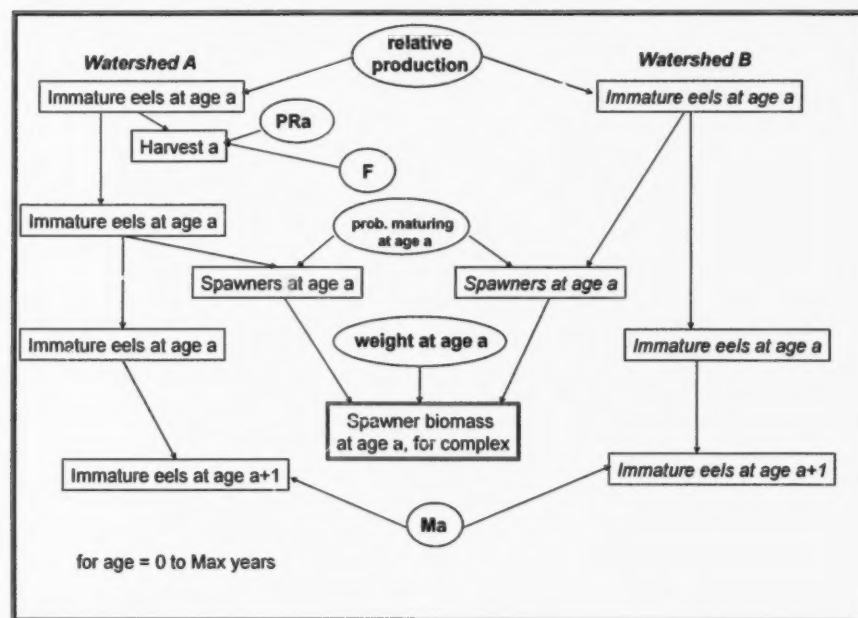 relative
production
Watershed A
Watershed B
Immature eels at age a
Immature eels at age a
PRa
Harvest a
F
Immature eels at age a
prob. maturing
at age a
Spawners at age a
Spawners at age a
weight at age a
Immature eels at age a
Immature eels at age a
Spawner biomass
at age a, for complex
Immature eels at age a+1
Immature eels at age a+1
Ma
for age = 0 to Max years